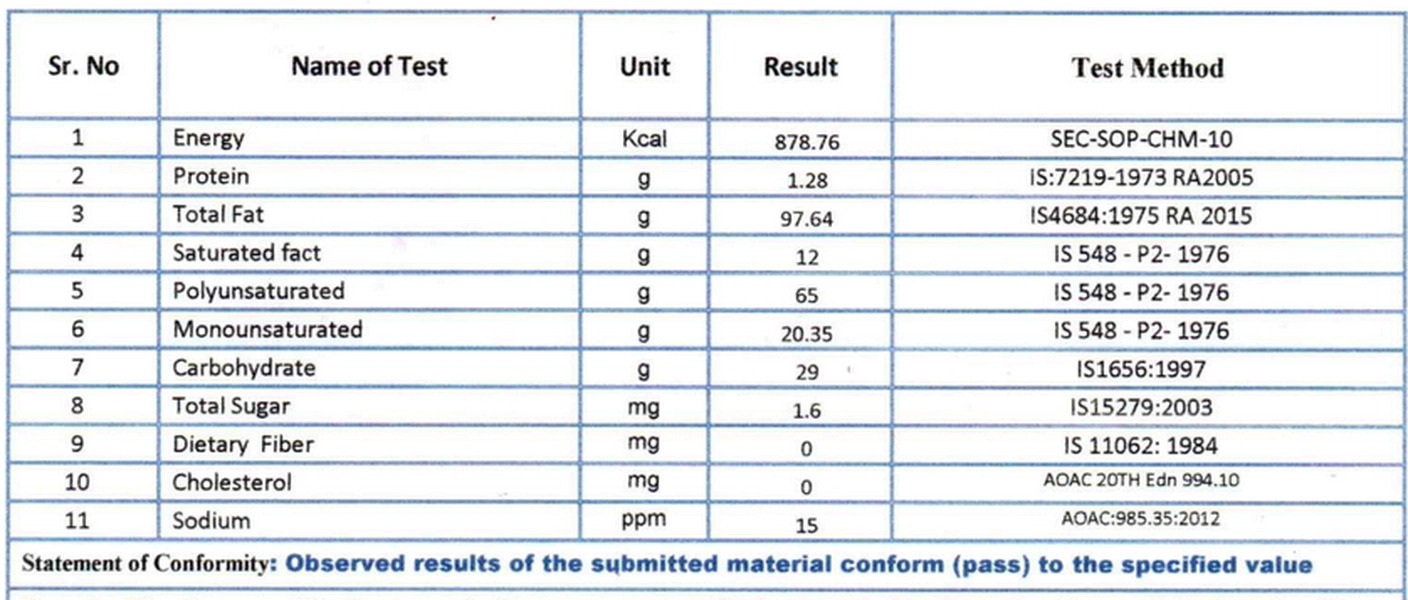 Sr. No Name of Test Unit Result Test Method
1 Energy Kcal 878.76 SEC-SOP-CHM-10
2 Protein g 1.28 IS:7219-1973 RA2005
3 Total Fat g 97.64 IS4684:1975 RA 2015
4 Saturated fact g 12 IS 548 - P2- 1976
5 Polyunsaturated g 65 IS 548 - P2- 1976
6 Monounsaturated g 20.35 IS 548 - P2- 1976
7 Carbohydrate g 29 IS1656:1997
8 Total Sugar mg 1.6 IS15279:2003
9 Dietary Fiber mg 0 IS 11062: 1984
10 Cholesterol mg 0 AOAC 20TH Edn 994.10
11 Sodium ppm 15 AOAC:985.35:2012
Statement of Conformity: Observed results of the submitted material conform (pass) to the specified value